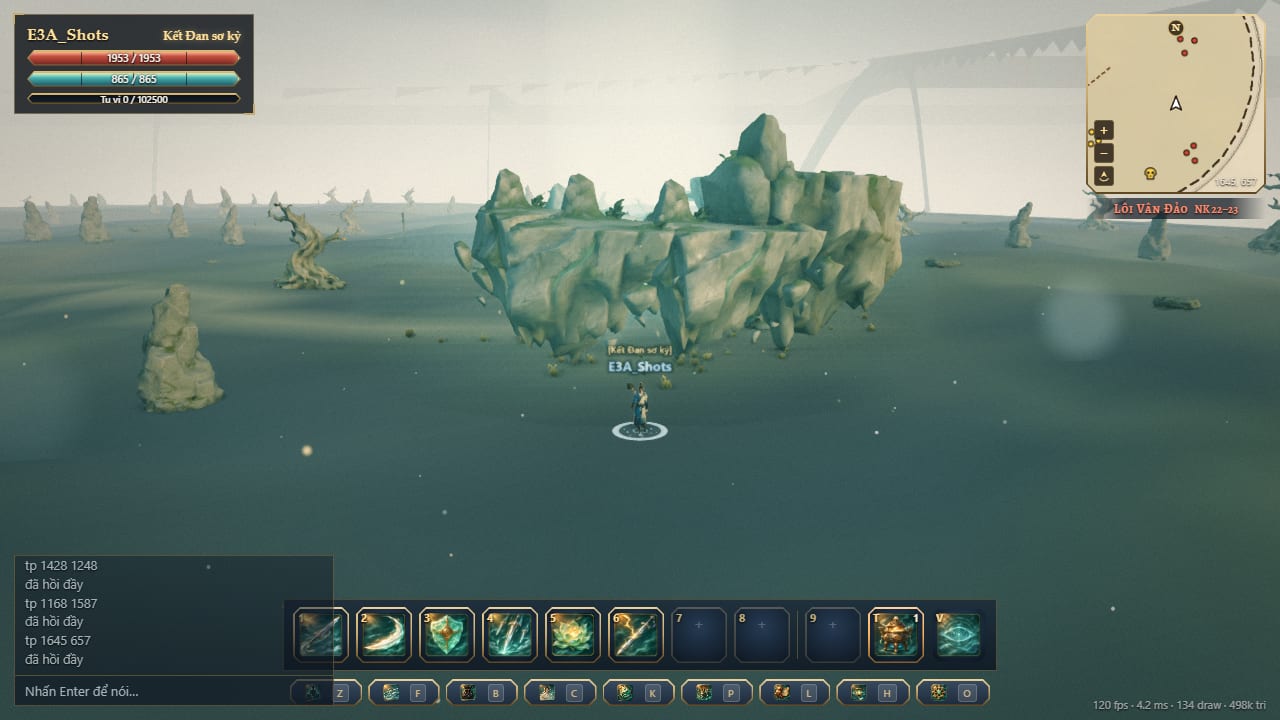 E3A_Shots
Kết Đan sơ kỳ
1953 / 1953
865 / 865
Tu vi 0 / 102500
N
+
−
1645, 657
LÔI VÂN ĐẢO NK 22–23
[Kết Đan sơ kỳ]
E3A_Shots
tp 1428 1248
đã hồi đầy
tp 1168 1587
đã hồi đầy
tp 1645 657
đã hồi đầy
Nhấn Enter để nói...
1 2 3 4 5 6 7 + 8 + 9 + T 1 V
Z F B C K P L H O
120 fps · 4.2 ms · 134 draw · 498k tri